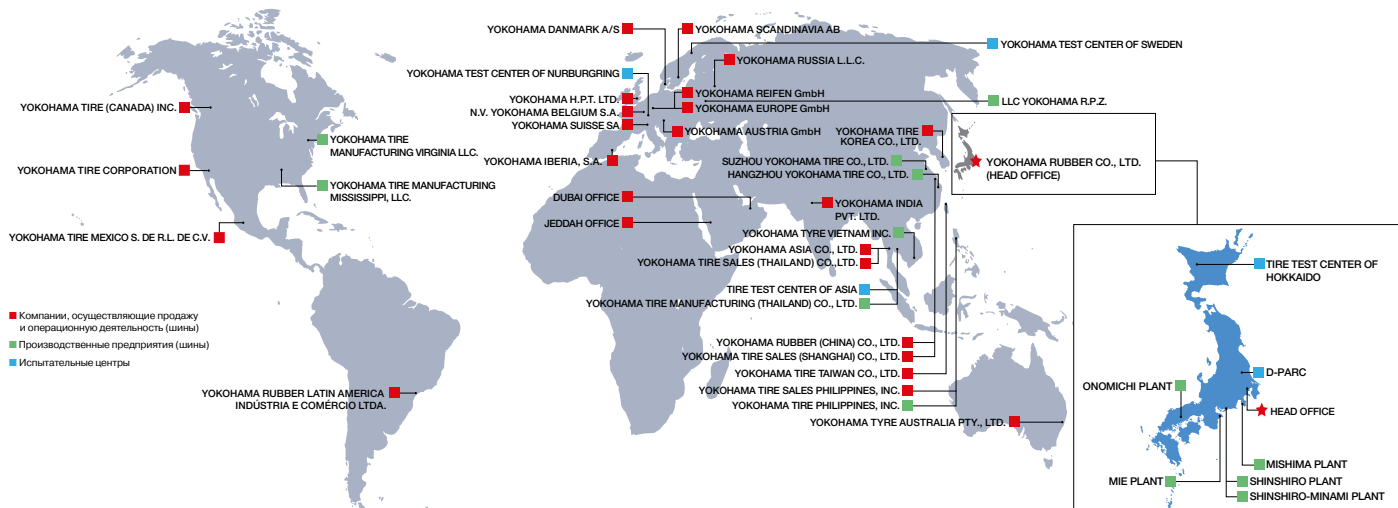 YOKOHAMA DANMARK A/S
YOKOHAMA SCANDINAVIA AB
YOKOHAMA TEST CENTER OF SWEDEN
YOKOHAMA RUSSIA L.L.C.
YOKOHAMA TEST CENTER OF NURBURGRING
YOKOHAMA REIFEN GmbH
YOKOHAMA H.P.T. LTD.
LLC YOKOHAMA R.P.Z.
YOKOHAMA EUROPE GmbH
N.V. YOKOHAMA BELGIUM S.A.
YOKOHAMA SUISSE SA
YOKOHAMA AUSTRIA GmbH
YOKOHAMA TIRE
KOREA CO., LTD.
YOKOHAMA TIRE (CANADA) INC.
YOKOHAMA TIRE
MANUFACTURING VIRGINIA LLC.
YOKOHAMA IBERIA, S.A.
SUZHOU YOKOHAMA TIRE CO., LTD.
HANGZHOU YOKOHAMA TIRE CO., LTD.
YOKOHAMA RUBBER CO., LTD.
(HEAD OFFICE)
YOKOHAMA TIRE CORPORATION
YOKOHAMA TIRE MANUFACTURING
MISSISSIPPI, LLC.
DUBAI OFFICE
YOKOHAMA INDIA
PVT. LTD.
JEDDAH OFFICE
YOKOHAMA TYRE VIETNAM INC.
YOKOHAMA TIRE MEXICO S. DE R.L. DE C.V.
YOKOHAMA ASIA CO., LTD.
YOKOHAMA TIRE SALES (THAILAND) CO.,LTD.
TIRE TEST CENTER OF ASIA
YOKOHAMA TIRE MANUFACTURING (THAILAND) CO., LTD.
TIRE TEST CENTER OF
HOKKAIDO
Компании, осуществляющие продажу
и операционную деятельность (шины)
Производственные предприятия (шины)
Испытательные центры
YOKOHAMA RUBBER (CHINA) CO., LTD.
YOKOHAMA TIRE SALES (SHANGHAI) CO., LTD.
YOKOHAMA TIRE TAIWAN CO., LTD.
YOKOHAMA TIRE SALES PHILIPPINES, INC.
YOKOHAMA TIRE PHILIPPINES, INC.
YOKOHAMA TYRE AUSTRALIA PTY., LTD.
YOKOHAMA RUBBER LATIN AMERICA
INDÚSTRIA E COMÉRCIO LTDA.
D-PARC
ONOMICHI PLANT
HEAD OFFICE
MISHIMA PLANT
MIE PLANT
SHINSHIRO PLANT
SHINSHIRO-MINAMI PLANT